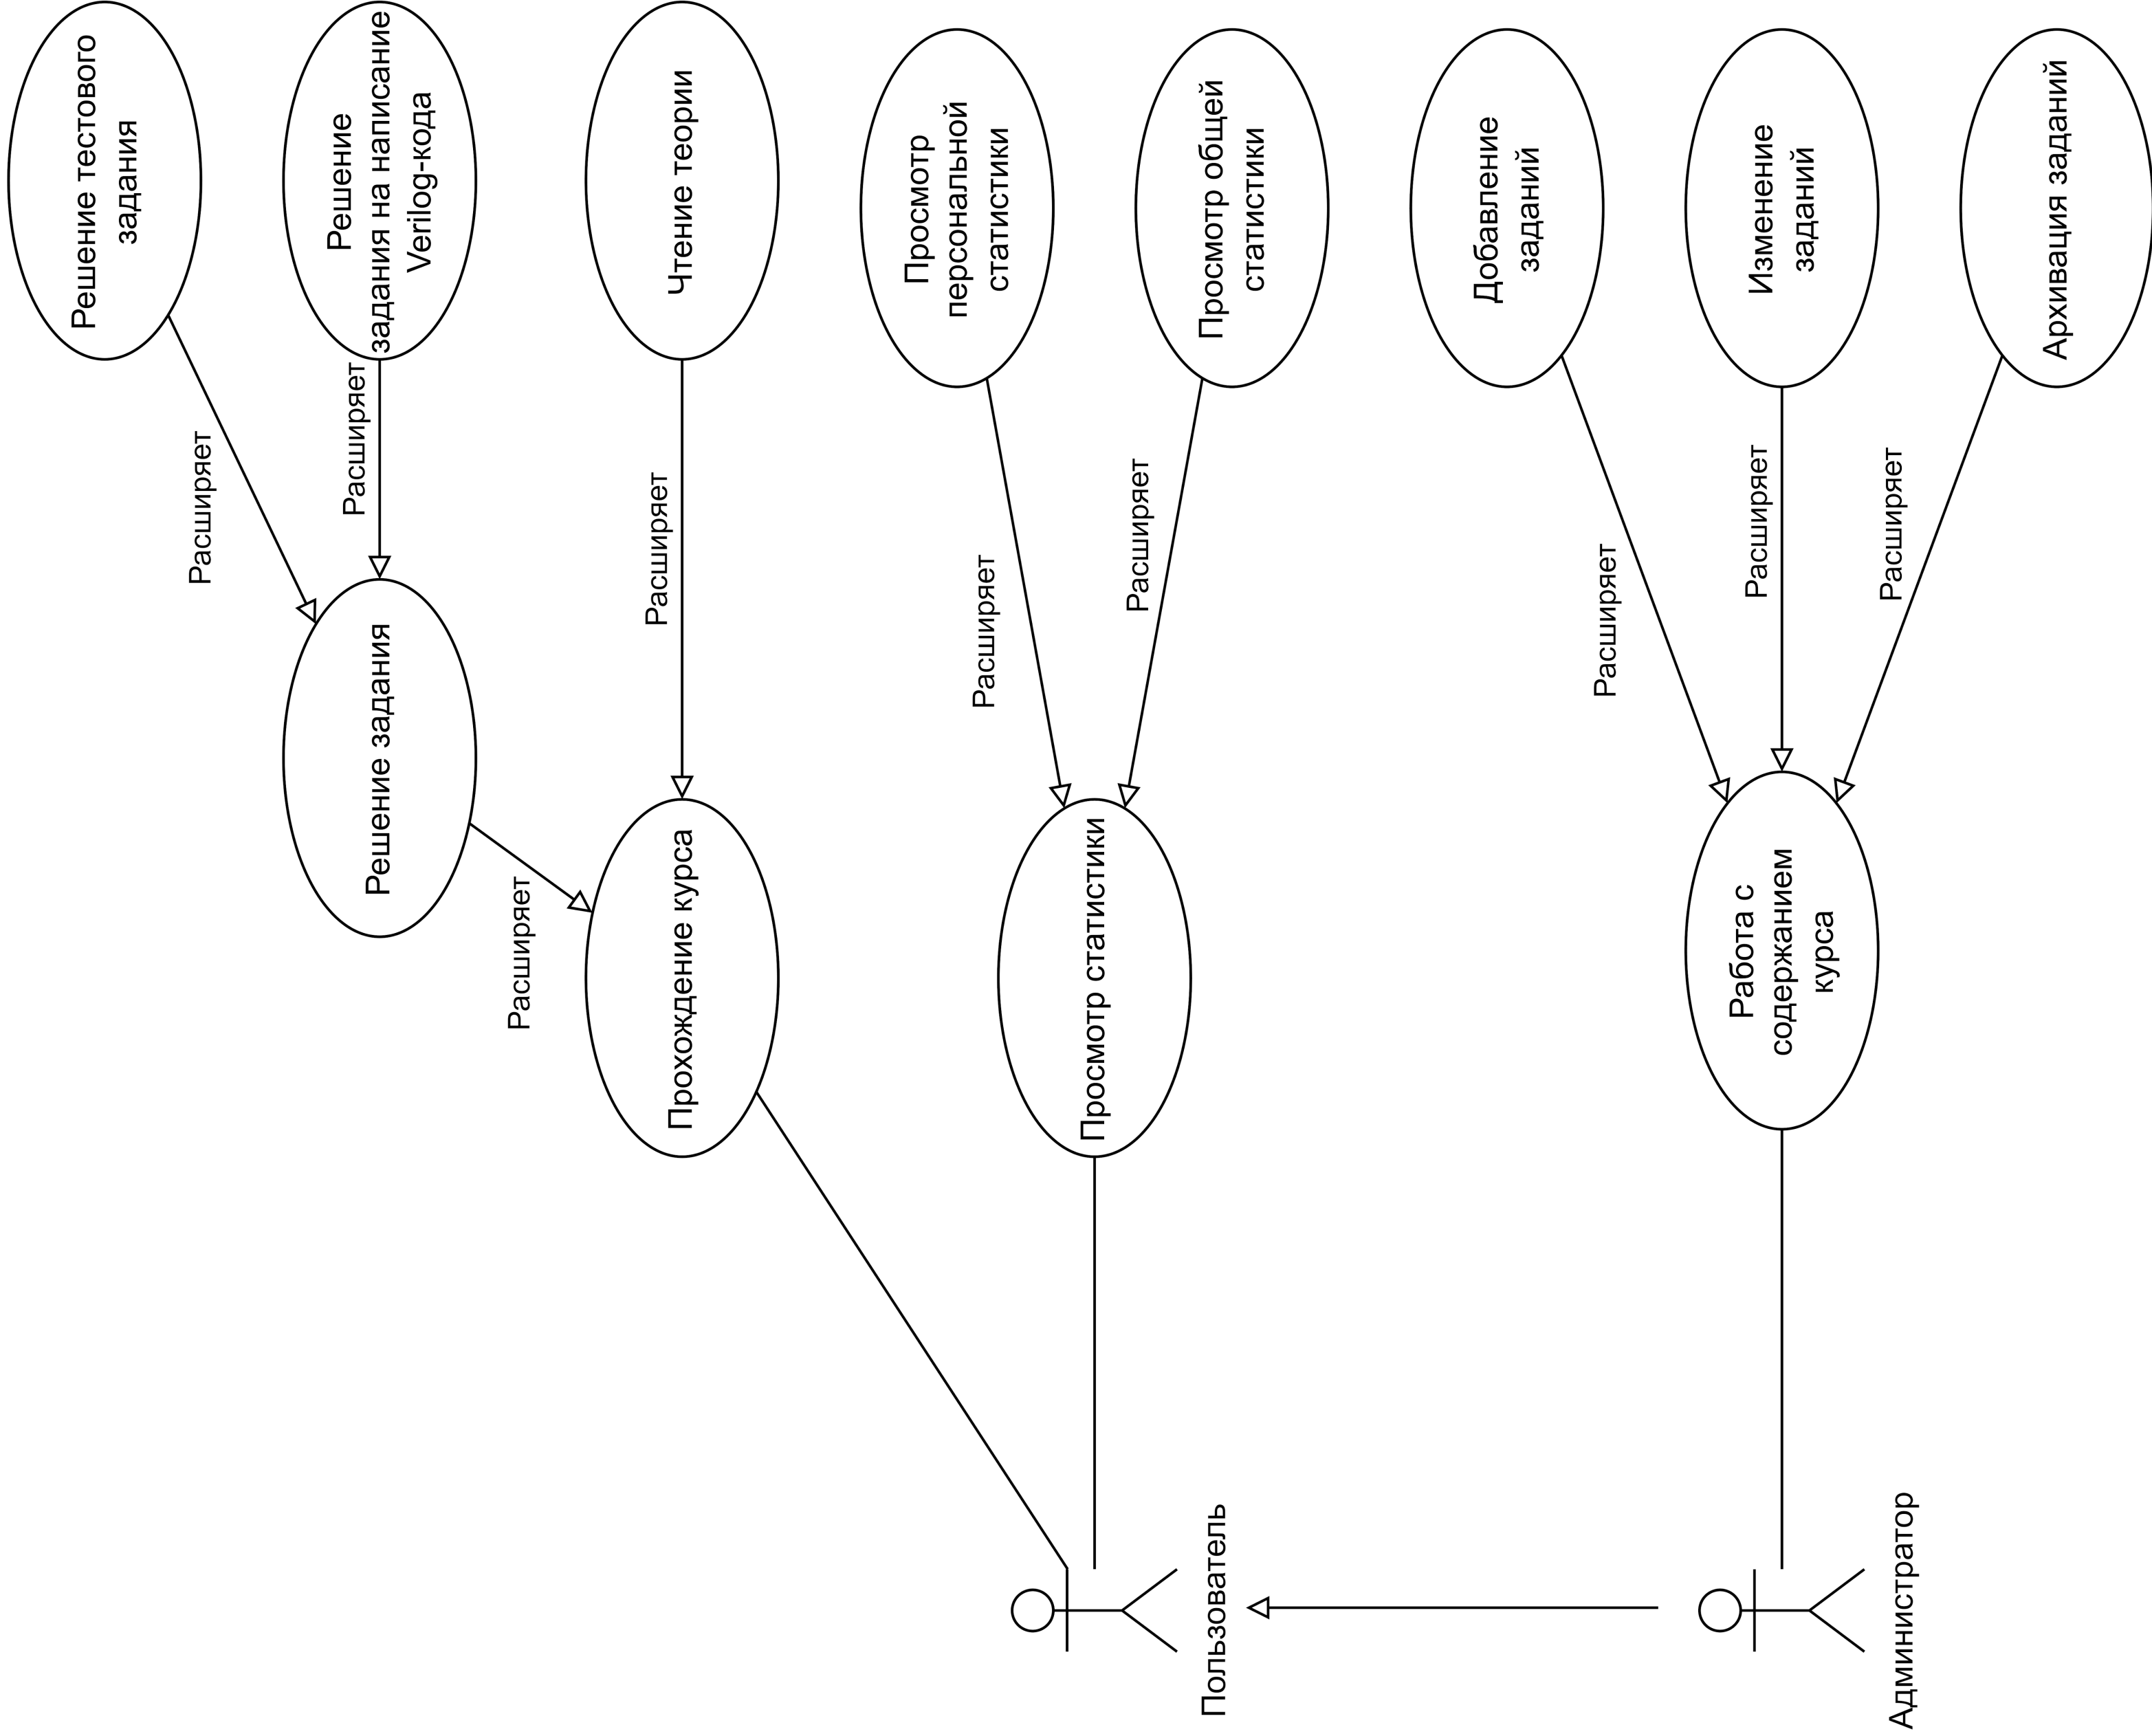 Решение тестового
задания
Решение
задания на написание
Verilog-кода
Чтение теории
Просмотр
персональной
статистики
Просмотр общей
статистики
Добавление
заданий
Изменение
заданий
Архивация заданий
Расширяет
Расширяет
Расширяет
Расширяет
Расширяет
Расширяет
Расширяет
Расширяет
Решение задания
Расширяет
Прохождение курса
Просмотр статистики
Работа с
содержанием
курса
Пользователь
Администратор